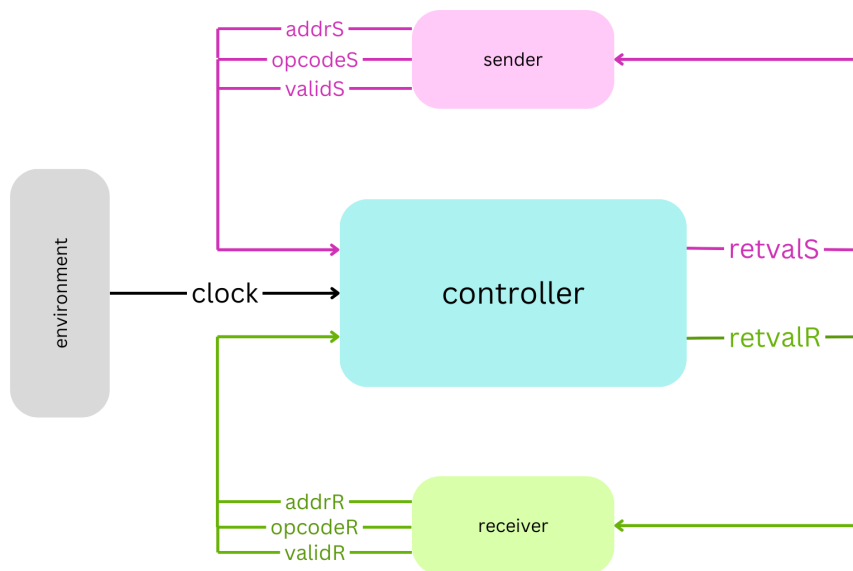 addrS
opcodeS
validS
sender
environment
clock
controller
retvalS
retvalR
addrR
opcodeR
validR
receiver